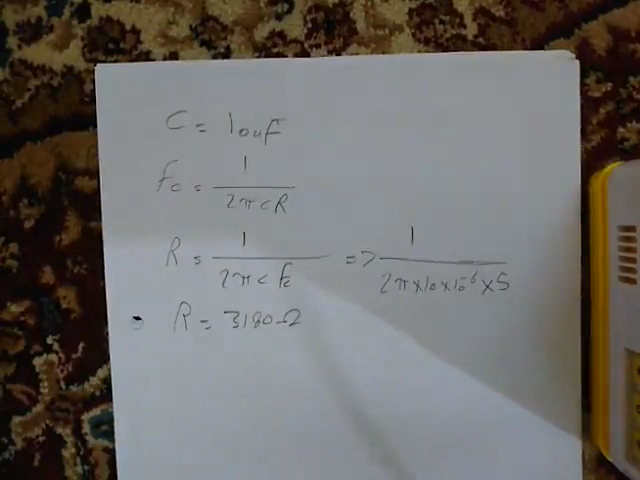 C = 10uF
fc = 1 / 2πCR
R = 1 / 2πC fc => 1 / 2π×10×10^-6×5
R = 3180Ω